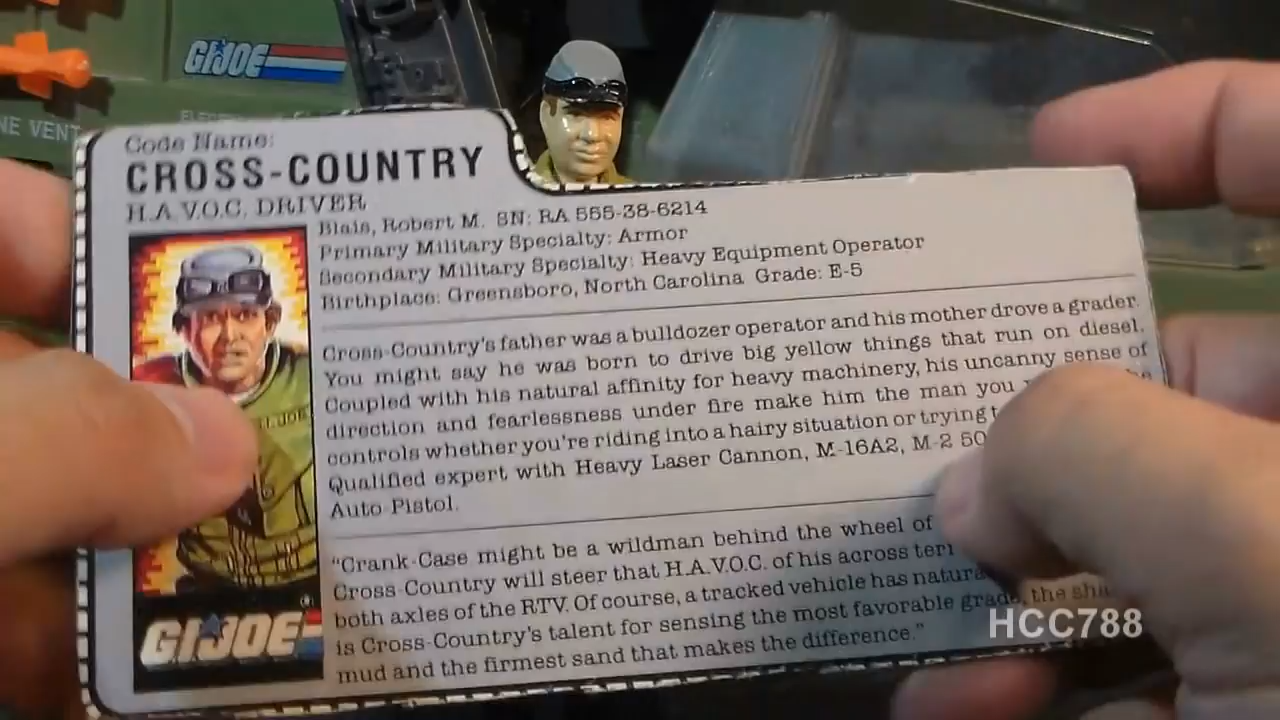 GIJOE
NE VENT
Code Name:
CROSS-COUNTRY
H.A.V.O.C. DRIVER
Blais, Robert M. SN: RA 555-38-6214
Primary Military Specialty: Armor
Secondary Military Specialty: Heavy Equipment Operator
Birthplace: Greensboro, North Carolina Grade: E-5
Cross-Country's father was a bulldozer operator and his mother drove a grader.
You might say he was born to drive big yellow things that run on diesel.
Coupled with his natural affinity for heavy machinery, his uncanny sense of
direction and fearlessness under fire make him the man you
controls whether you're riding into a hairy situation or trying
Qualified expert with Heavy Laser Cannon, M-16A2, M-2 50
Auto Pistol.
"Crank-Case might be a wildman behind the wheel of
Cross-Country will steer that H.A.V.O.C. of his across
both axles of the RTV. Of course, a tracked vehicle has
is Cross-Country's talent for sensing the most favorable grade, the
mud and the firmest sand that makes the difference."
I. JOE
GIJOE
HCC788